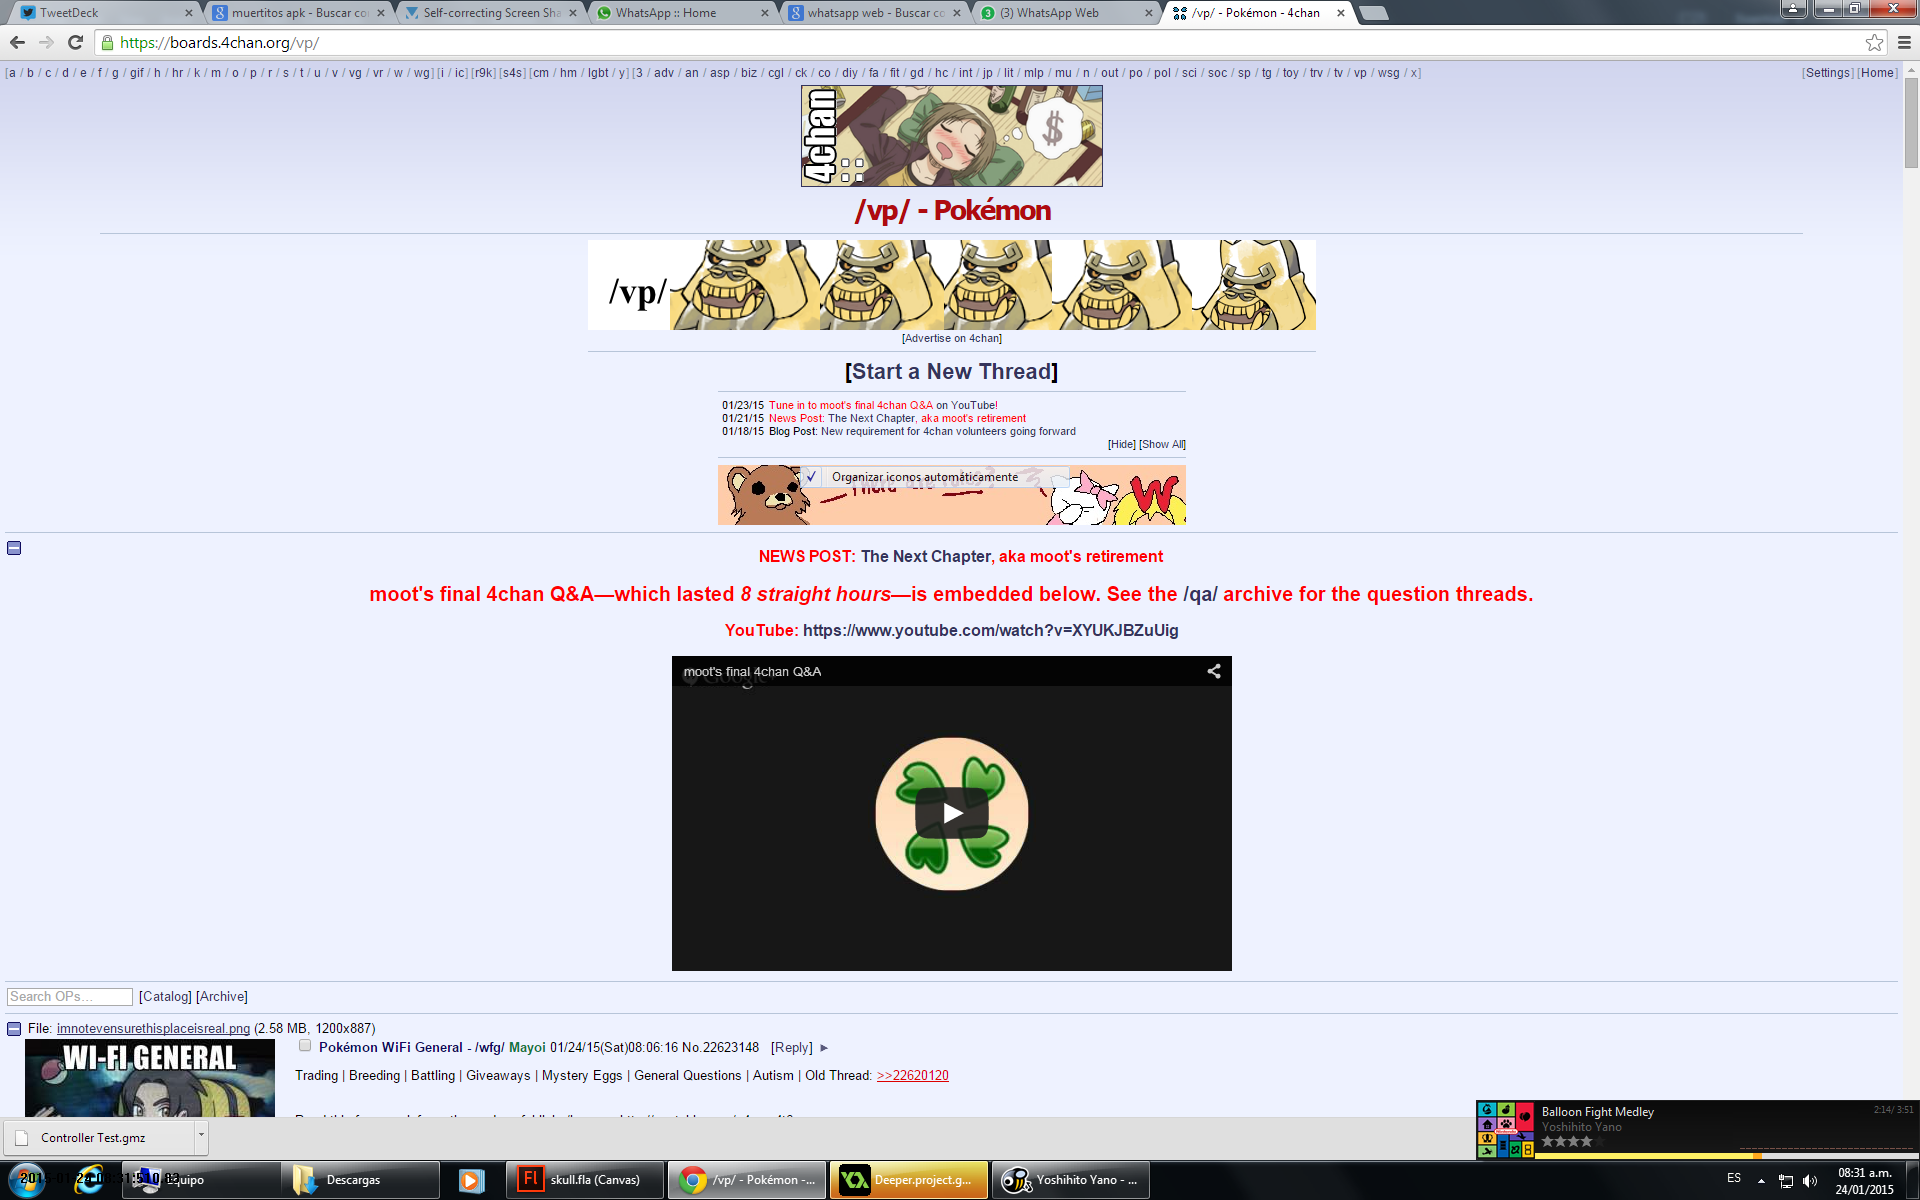 TweetDeck
muertitos apk - Buscar co
Self-correcting Screen Sha
WhatsApp :: Home
whatsapp web - Buscar co
(3) WhatsApp Web
/vp/ - Pokémon - 4chan
https://boards.4chan.org/vp/
[a / b / c / d / e / f / g / gif / h / hr / k / m / o / p / r / s / t / u / v / vg / vr / w / wg] [i / ic] [r9k] [s4s] [cm / hm / lgbt / y] [3 / adv / an / asp / biz / cgl / ck / co / diy / fa / fit / gd / hc / int / jp / lit / mlp / mu / n / out / po / pol / sci / soc / sp / tg / toy / trv / tv / vp / wsg / x]
[Settings] [Home]
4chan
$
/vp/ - Pokémon
/vp/
[Advertise on 4chan]
[Start a New Thread]
01/23/15 Tune in to moot's final 4chan Q&A on YouTube!
01/21/15 News Post: The Next Chapter, aka moot's retirement
01/18/15 Blog Post: New requirement for 4chan volunteers going forward
[Hide] [Show All]
Organizar iconos automáticamente
W
NEWS POST: The Next Chapter, aka moot's retirement
moot's final 4chan Q&A—which lasted 8 straight hours—is embedded below. See the /qa/ archive for the question threads.
YouTube: https://www.youtube.com/watch?v=XYUKJBZuUig
moot's final 4chan Q&A
Search OPs...
[Catalog] [Archive]
File: imnotevensurethisplaceisreal.png (2.58 MB, 1200x887)
WI-FI GENERAL
Pokémon WiFi General - /wfg/ Mayoi 01/24/15(Sat)08:06:16 No.22623148 [Reply] ►
Trading | Breeding | Battling | Giveaways | Mystery Eggs | General Questions | Autism | Old Thread: >>22620120
Controller Test.gmz
Balloon Fight Medley
2:14/ 3:51
Yoshihito Yano
Equipo
Descargas
skull.fla (Canvas)
/vp/ - Pokémon -...
Deeper.project.g...
Yoshihito Yano - ...
ES
08:31 a.m.
24/01/2015